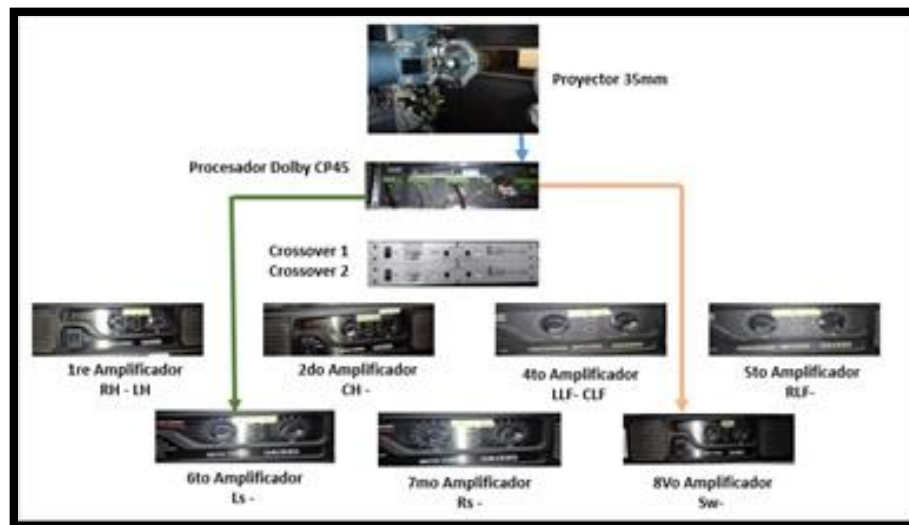 Proyector 35mm
Procesador Dolby CP45
Crossover 1
Crossover 2
1re Amplificador
RH - LH
2do Amplificador
CH -
4to Amplificador
LLF- CLF
5to Amplificador
RLF-
6to Amplificador
Ls -
7mo Amplificador
Rs -
8Vo Amplificador
Sw-